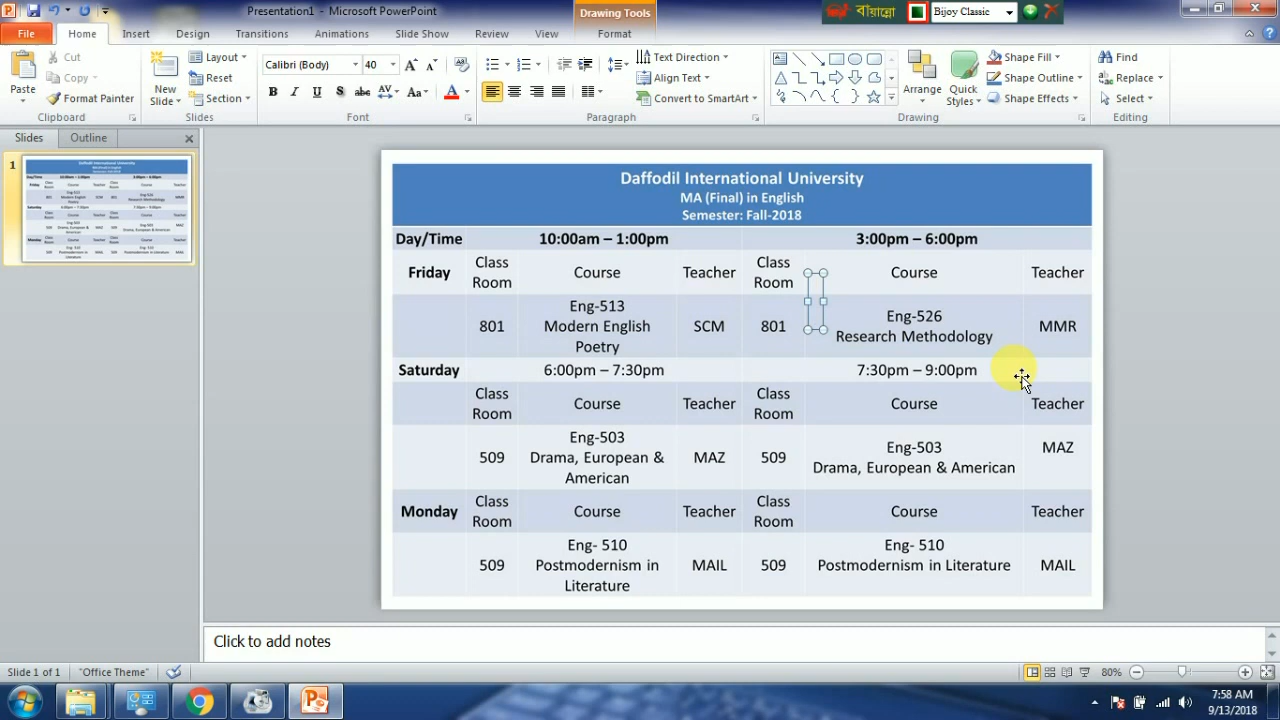 Presentation1 - Microsoft PowerPoint
Drawing Tools
বায়ান্নো
Bijoy Classic
File Home Insert Design Transitions Animations Slide Show Review View Format
Cut
Copy
Format Painter
Paste
Clipboard
New
Slide
Layout
Reset
Section
Slides
Calibri (Body) 40
Font
Text Direction
Align Text
Convert to SmartArt
Paragraph
Arrange
Quick
Styles
Shape Fill
Shape Outline
Shape Effects
Drawing
Find
Replace
Select
Editing
Slides Outline
1
Daffodil International University
MA (Final) in English
Semester: Fall-2018
Day/Time 10:00am – 1:00pm 3:00pm – 6:00pm
Friday Class Room Course Teacher Class Room Course Teacher
801 Eng-513 Modern English Poetry SCM 801 Eng-526 Research Methodology MMR
Saturday 6:00pm – 7:30pm 7:30pm – 9:00pm
Class Room Course Teacher Class Room Course Teacher
509 Eng-503 Drama, European & American MAZ 509 Eng-503 Drama, European & American MAZ
Monday Class Room Course Teacher Class Room Course Teacher
509 Eng- 510 Postmodernism in Literature MAIL 509 Eng- 510 Postmodernism in Literature MAIL
Click to add notes
Slide 1 of 1 "Office Theme" 80%
7:58 AM
9/13/2018